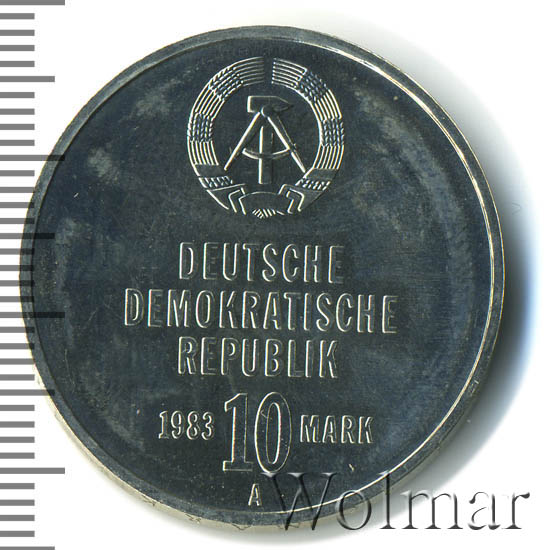 DEUTSCHE
DEMOKRATISCHE
REPUBLIK
1983 10 MARK
A
Wolmar